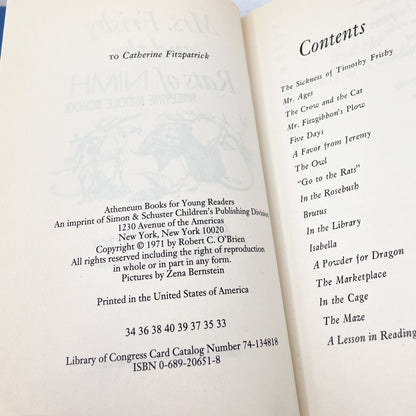 TO Catherine Fitzpatrick
Mrs. Frisby
Rats of NIMH
Atheneum Books for Young Readers
An imprint of Simon & Schuster Children's Publishing Division
1230 Avenue of the Americas
New York, New York 10020
Copyright © 1971 by Robert C. O'Brien
All rights reserved including the right of reproduction
in whole or part in any form.
Pictures by Zena Bernstein
Printed in the United States of America
34 36 38 40 39 37 35 33
Library of Congress Card Catalog Number 74-134818
ISBN 0-689-20651-8
Contents
The Sickness of Timothy Frisby
Mr. Ages
The Crow and the Cat
Mr. Fitzgibbon's Plow
Five Days
A Favor from Jeremy
The Owl
"Go to the Rats"
In the Rosebush
Brutus
In the Library
Isabella
A Powder for Dragon
The Marketplace
In the Cage
The Maze
A Lesson in Reading